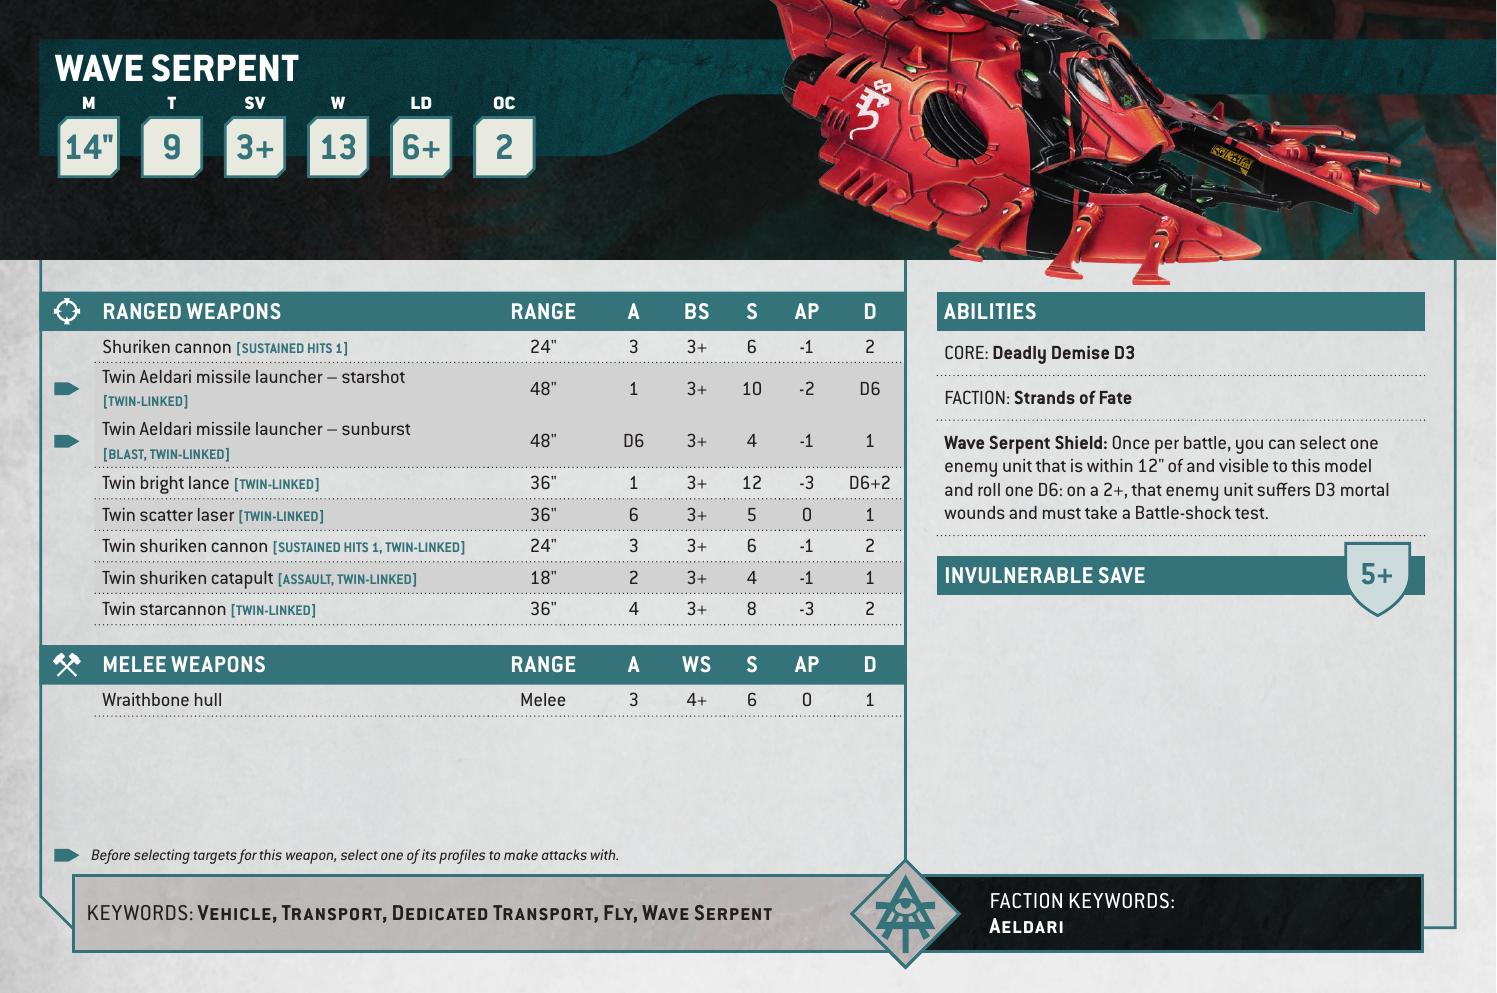 WAVE SERPENT
M T SV W LD OC
14" 9 3+ 13 6+ 2
RANGED WEAPONS RANGE A BS S AP D
Shuriken cannon [SUSTAINED HITS 1] 24" 3 3+ 6 -1 2
Twin Aeldari missile launcher – starshot
[TWIN-LINKED] 48" 1 3+ 10 -2 D6
Twin Aeldari missile launcher – sunburst
[BLAST, TWIN-LINKED] 48" D6 3+ 4 -1 1
Twin bright lance [TWIN-LINKED] 36" 1 3+ 12 -3 D6+2
Twin scatter laser [TWIN-LINKED] 36" 6 3+ 5 0 1
Twin shuriken cannon [SUSTAINED HITS 1, TWIN-LINKED] 24" 3 3+ 6 -1 2
Twin shuriken catapult [ASSAULT, TWIN-LINKED] 18" 2 3+ 4 -1 1
Twin starcannon [TWIN-LINKED] 36" 4 3+ 8 -3 2
MELEE WEAPONS RANGE A WS S AP D
Wraithbone hull Melee 3 4+ 6 0 1
Before selecting targets for this weapon, select one of its profiles to make attacks with.
KEYWORDS: VEHICLE, TRANSPORT, DEDICATED TRANSPORT, FLY, WAVE SERPENT
ABILITIES
CORE: Deadly Demise D3
FACTION: Strands of Fate
Wave Serpent Shield: Once per battle, you can select one
enemy unit that is within 12" of and visible to this model
and roll one D6: on a 2+, that enemy unit suffers D3 mortal
wounds and must take a Battle-shock test.
INVULNERABLE SAVE 5+
FACTION KEYWORDS:
AELDARI